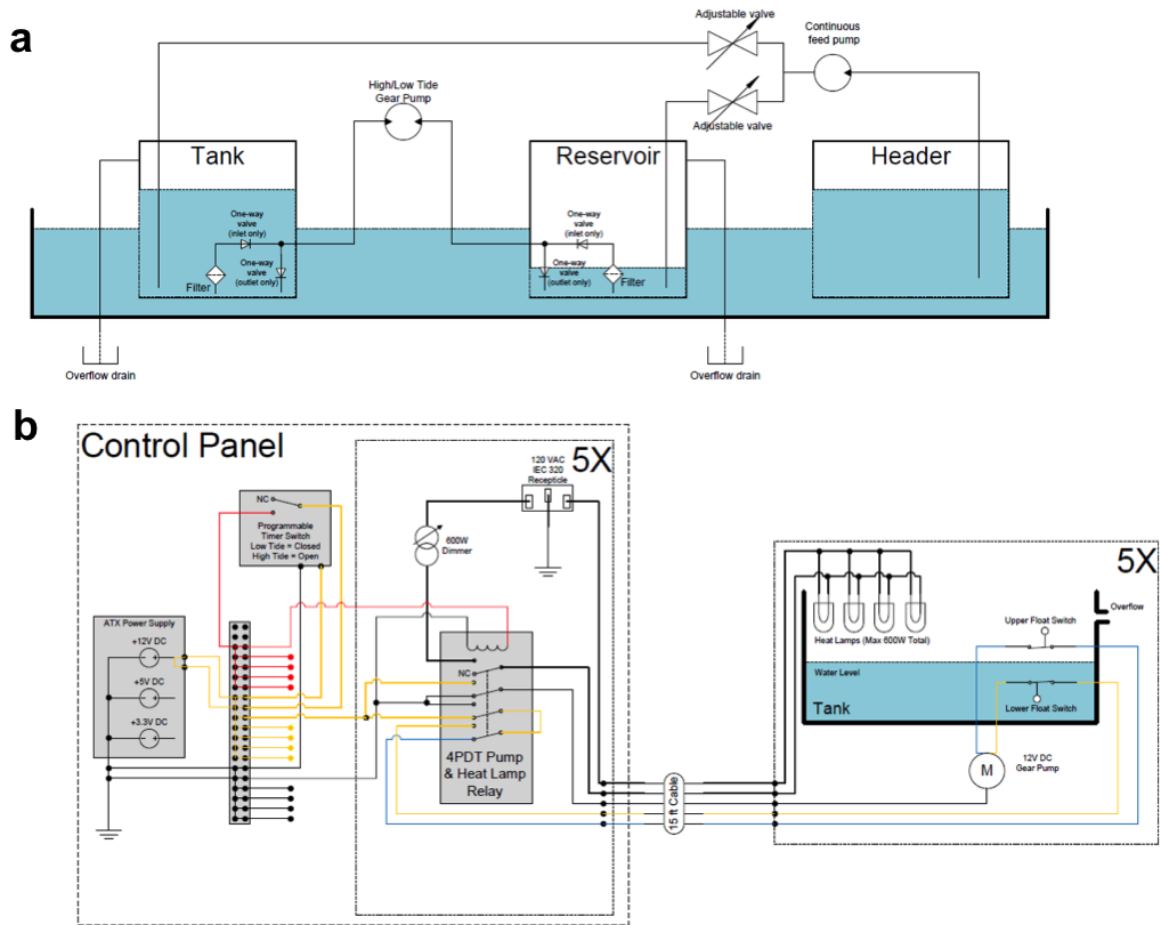 a
Adjustable valve
Continuous
feed pump
High/Low Tide
Gear Pump
Adjustable valve
Tank
Reservoir
Header
One-way
valve
(inlet only)
One-way
valve
(outlet only)
Filter
One-way
valve
(inlet only)
One-way
valve
(outlet only)
Filter
Overflow drain
Overflow drain
b
Control Panel
5X
120 VAC
IEC 320
Recepticle
NC
Programmable
Timer Switch
Low Tide = Closed
High Tide = Open
600W
Dimmer
ATX Power Supply
+12V DC
+5V DC
+3.3V DC
NC
4PDT Pump
& Heat Lamp
Relay
15 ft Cable
5X
Overflow
Heat Lamps (Max 600W Total)
Upper Float Switch
Water Level
Tank
Lower Float Switch
M
12V DC
Gear Pump